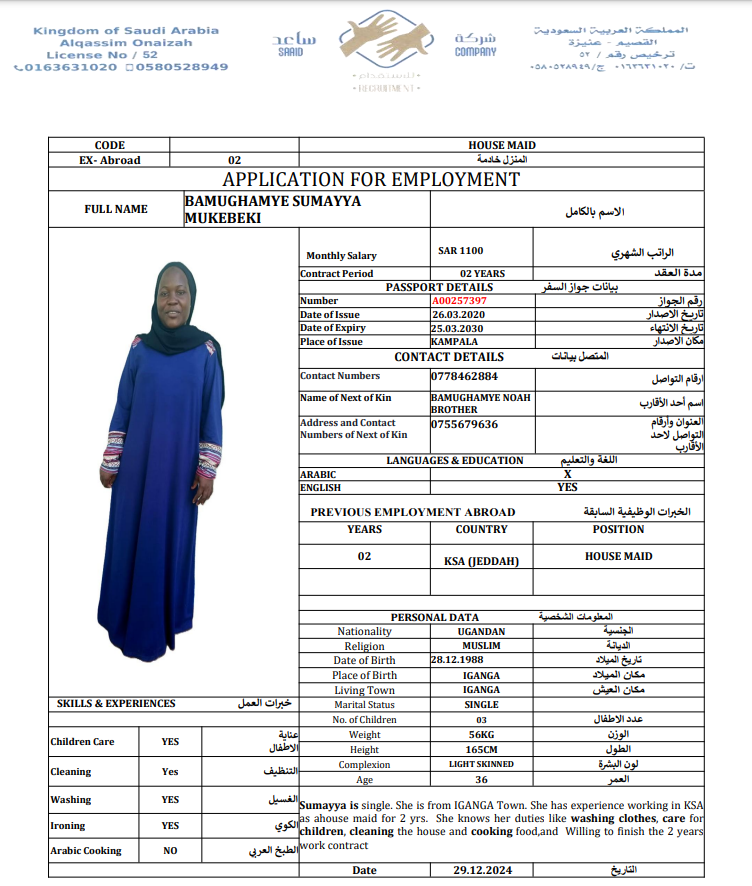 Kingdom of Saudi Arabia
Alqassim Onaizah
License No / 52
0163631020 0580528949
ساعد
SAAID
شركة
COMPANY
للاستقدام
RECRUITMENT
المملكة العربية السعودية
القصيم - عنيزة
ترخيص رقم / ٥٢
ت/ ٠١٦٣٦٣١٠٢٠ ج/٠٥٨٠٥٢٨٩٤٩
CODE HOUSE MAID
EX- Abroad 02 المنزل خادمة
APPLICATION FOR EMPLOYMENT
FULL NAME BAMUGHAMYE SUMAYYA MUKEBEKI الاسم بالكامل
Monthly Salary SAR 1100 الراتب الشهري
Contract Period 02 YEARS مدة العقد
PASSPORT DETAILS بيانات جواز السفر
Number A00257397 رقم الجواز
Date of Issue 26.03.2020 تاريخ الاصدار
Date of Expiry 25.03.2030 تاريخ الانتهاء
Place of Issue KAMPALA مكان الاصدار
CONTACT DETAILS المتصل بيانات
Contact Numbers 0778462884 ارقام التواصل
Name of Next of Kin BAMUGHAMYE NOAH BROTHER اسم أحد الأقارب
Address and Contact Numbers of Next of Kin 0755679636 العنوان وأرقام التواصل لاحد الأقارب
LANGUAGES & EDUCATION اللغة والتعليم
ARABIC X
ENGLISH YES
PREVIOUS EMPLOYMENT ABROAD الخبرات الوظيفية السابقة
YEARS COUNTRY POSITION
02 KSA (JEDDAH) HOUSE MAID
PERSONAL DATA المعلومات الشخصية
Nationality UGANDAN الجنسية
Religion MUSLIM الديانة
Date of Birth 28.12.1988 تاريخ الميلاد
Place of Birth IGANGA مكان الميلاد
Living Town IGANGA مكان العيش
Marital Status SINGLE
No. of Children 03 عدد الاطفال
Weight 56KG الوزن
Height 165CM الطول
Complexion LIGHT SKINNED لون البشرة
Age 36 العمر
SKILLS & EXPERIENCES خبرات العمل
Children Care YES عناية الاطفال
Cleaning Yes التنظيف
Washing YES الغسيل
Ironing YES الكوي
Arabic Cooking NO الطبخ العربي
Sumayya is single. She is from IGANGA Town. She has experience working in KSA
as ahouse maid for 2 yrs. She knows her duties like washing clothes, care for
children, cleaning the house and cooking food,and Willing to finish the 2 years
work contract
Date 29.12.2024 التاريخ